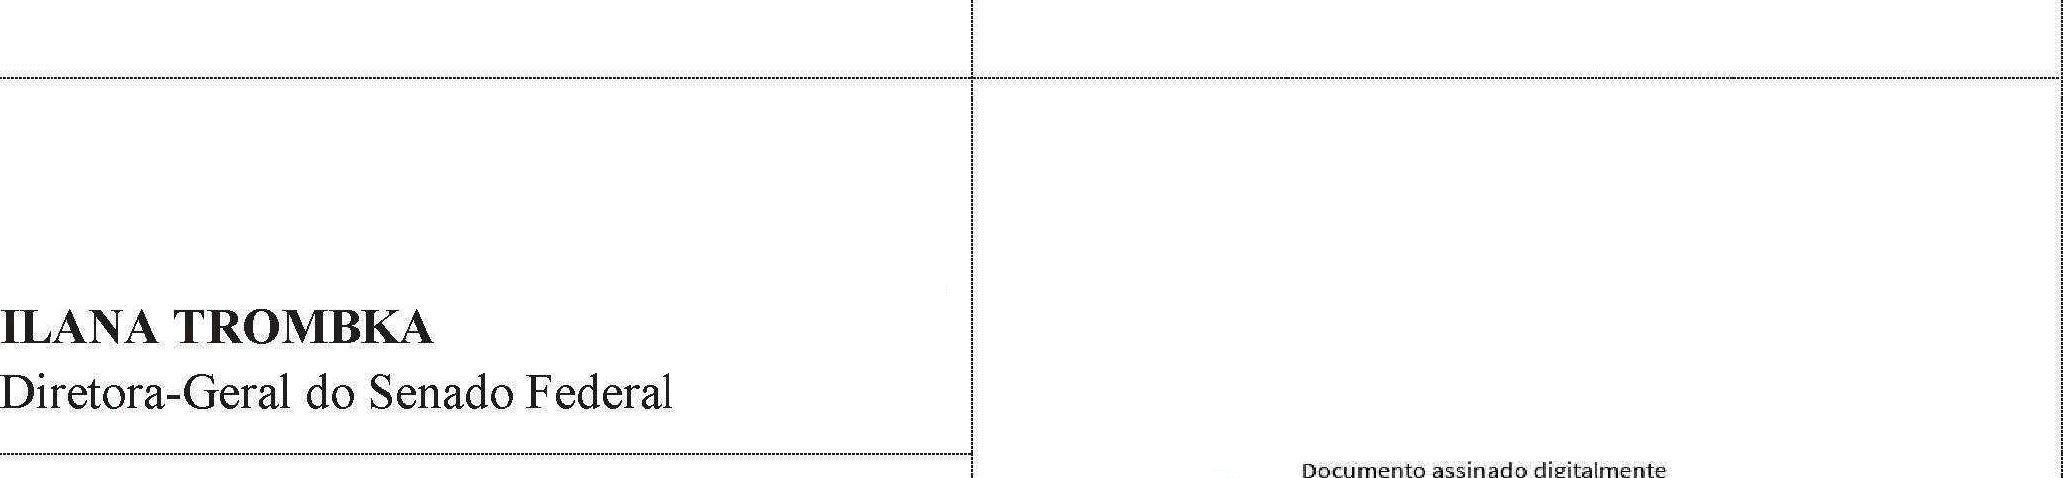 ILANA TROMBKA
Diretora-Geral do Senado Federal
Documento assinado digitalmente